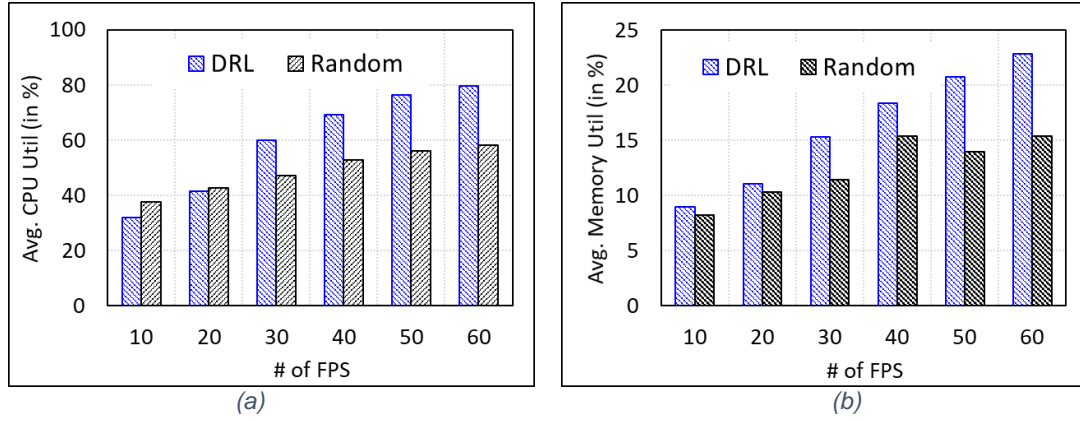 100
80
60
40
20
0
Avg. CPU Util (in %)
DRL Random
10 20 30 40 50 60
# of FPS
(a)
25
20
15
10
5
0
Avg. Memory Util (in %)
DRL Random
10 20 30 40 50 60
# of FPS
(b)